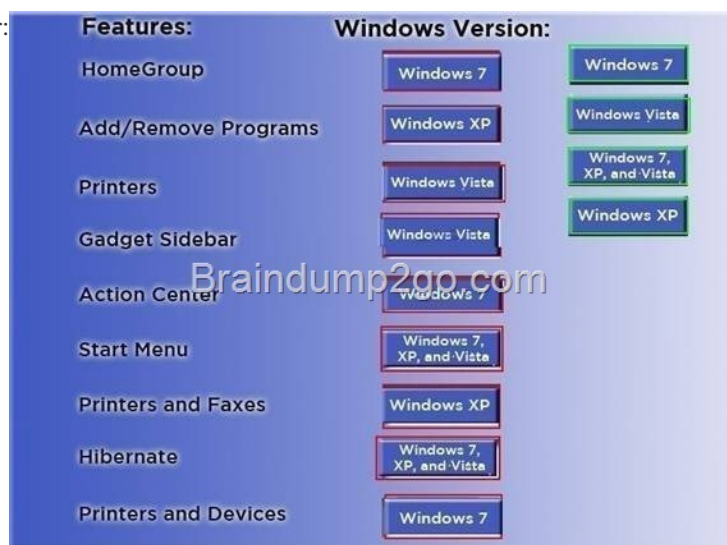 r:
Features:
Windows Version:
HomeGroup
Windows 7
Windows 7
Add/Remove Programs
Windows XP
Windows Vista
Printers
Windows Vista
Windows 7,
XP, and Vista
Gadget Sidebar
Windows Vista
Windows XP
Action Center
Windows 7
Braindump2go.com
Start Menu
Windows 7,
XP, and Vista
Printers and Faxes
Windows XP
Hibernate
Windows 7,
XP, and Vista
Printers and Devices
Windows 7